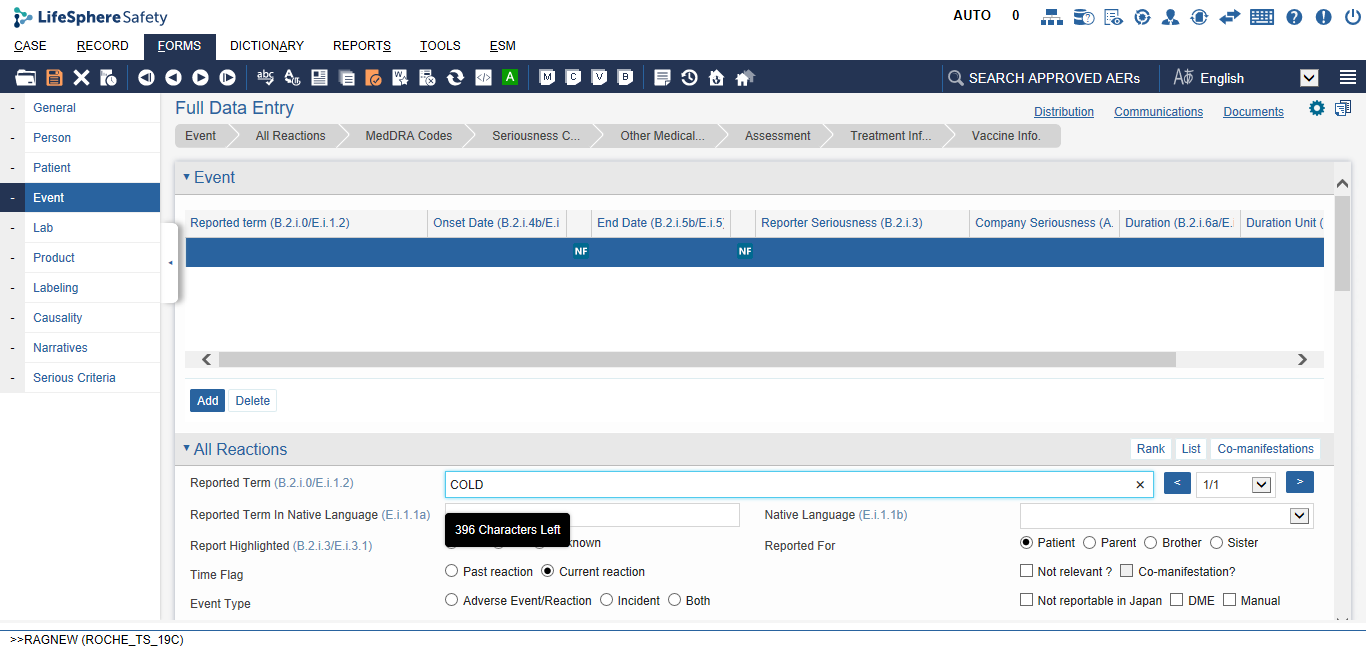 LifeSphereSafety
AUTO 0
CASE RECORD FORMS DICTIONARY REPORTS TOOLS ESM
abc A A M C V B SEARCH APPROVED AERs English
- General
- Person
- Patient
- Event
- Lab
- Product
- Labeling
- Causality
- Narratives
- Serious Criteria
Full Data Entry
Distribution Communications Documents
Event All Reactions MedDRA Codes Seriousness C... Other Medical... Assessment Treatment Inf... Vaccine Info.
Event
Reported term (B.2.i.0/E.i.1.2) Onset Date (B.2.i.4b/E.i End Date (B.2.i.5b/E.i.5) Reporter Seriousness (B.2.i.3) Company Seriousness (A. Duration (B.2.i.6a/E. Duration Unit (
NF NF
Add Delete
All Reactions Rank List Co-manifestations
Reported Term (B.2.i.0/E.i.1.2) COLD × < 1/1 >
Reported Term In Native Language (E.i.1.1a) Native Language (E.i.1.1b)
396 Characters Left
Report Highlighted (B.2.i.3/E.i.3.1) known Reported For Patient Parent Brother Sister
Time Flag Past reaction Current reaction Not relevant ? Co-manifestation?
Event Type Adverse Event/Reaction Incident Both Not reportable in Japan DME Manual
>>RAGNEW (ROCHE_TS_19C)